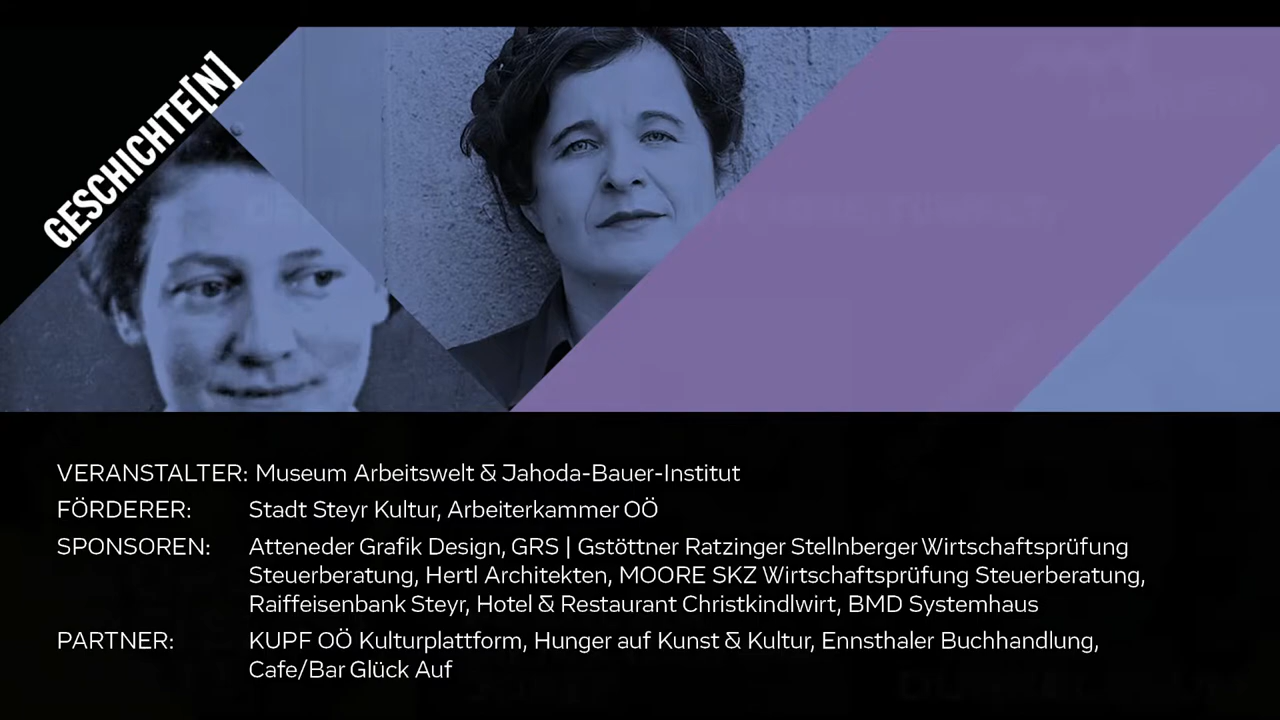 GESCHICHTE[N]
VERANSTALTER: Museum Arbeitswelt & Jahoda-Bauer-Institut
FÖRDERER: Stadt Steyr Kultur, Arbeiterkammer OÖ
SPONSOREN: Atteneder Grafik Design, GRS | Gstöttner Ratzinger Stellnberger Wirtschaftsprüfung
Steuerberatung, Hertl Architekten, MOORE SKZ Wirtschaftsprüfung Steuerberatung,
Raiffeisenbank Steyr, Hotel & Restaurant Christkindlwirt, BMD Systemhaus
PARTNER: KUPF OÖ Kulturplattform, Hunger auf Kunst & Kultur, Ennsthaler Buchhandlung,
Cafe/Bar Glück Auf